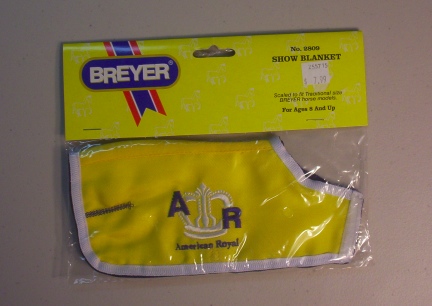 BREYER
No. 3809
SHOW BLANKET
Scaled to fit Traditional size
BREYER horse models.
For Ages 8 And Up
A R
American Royal